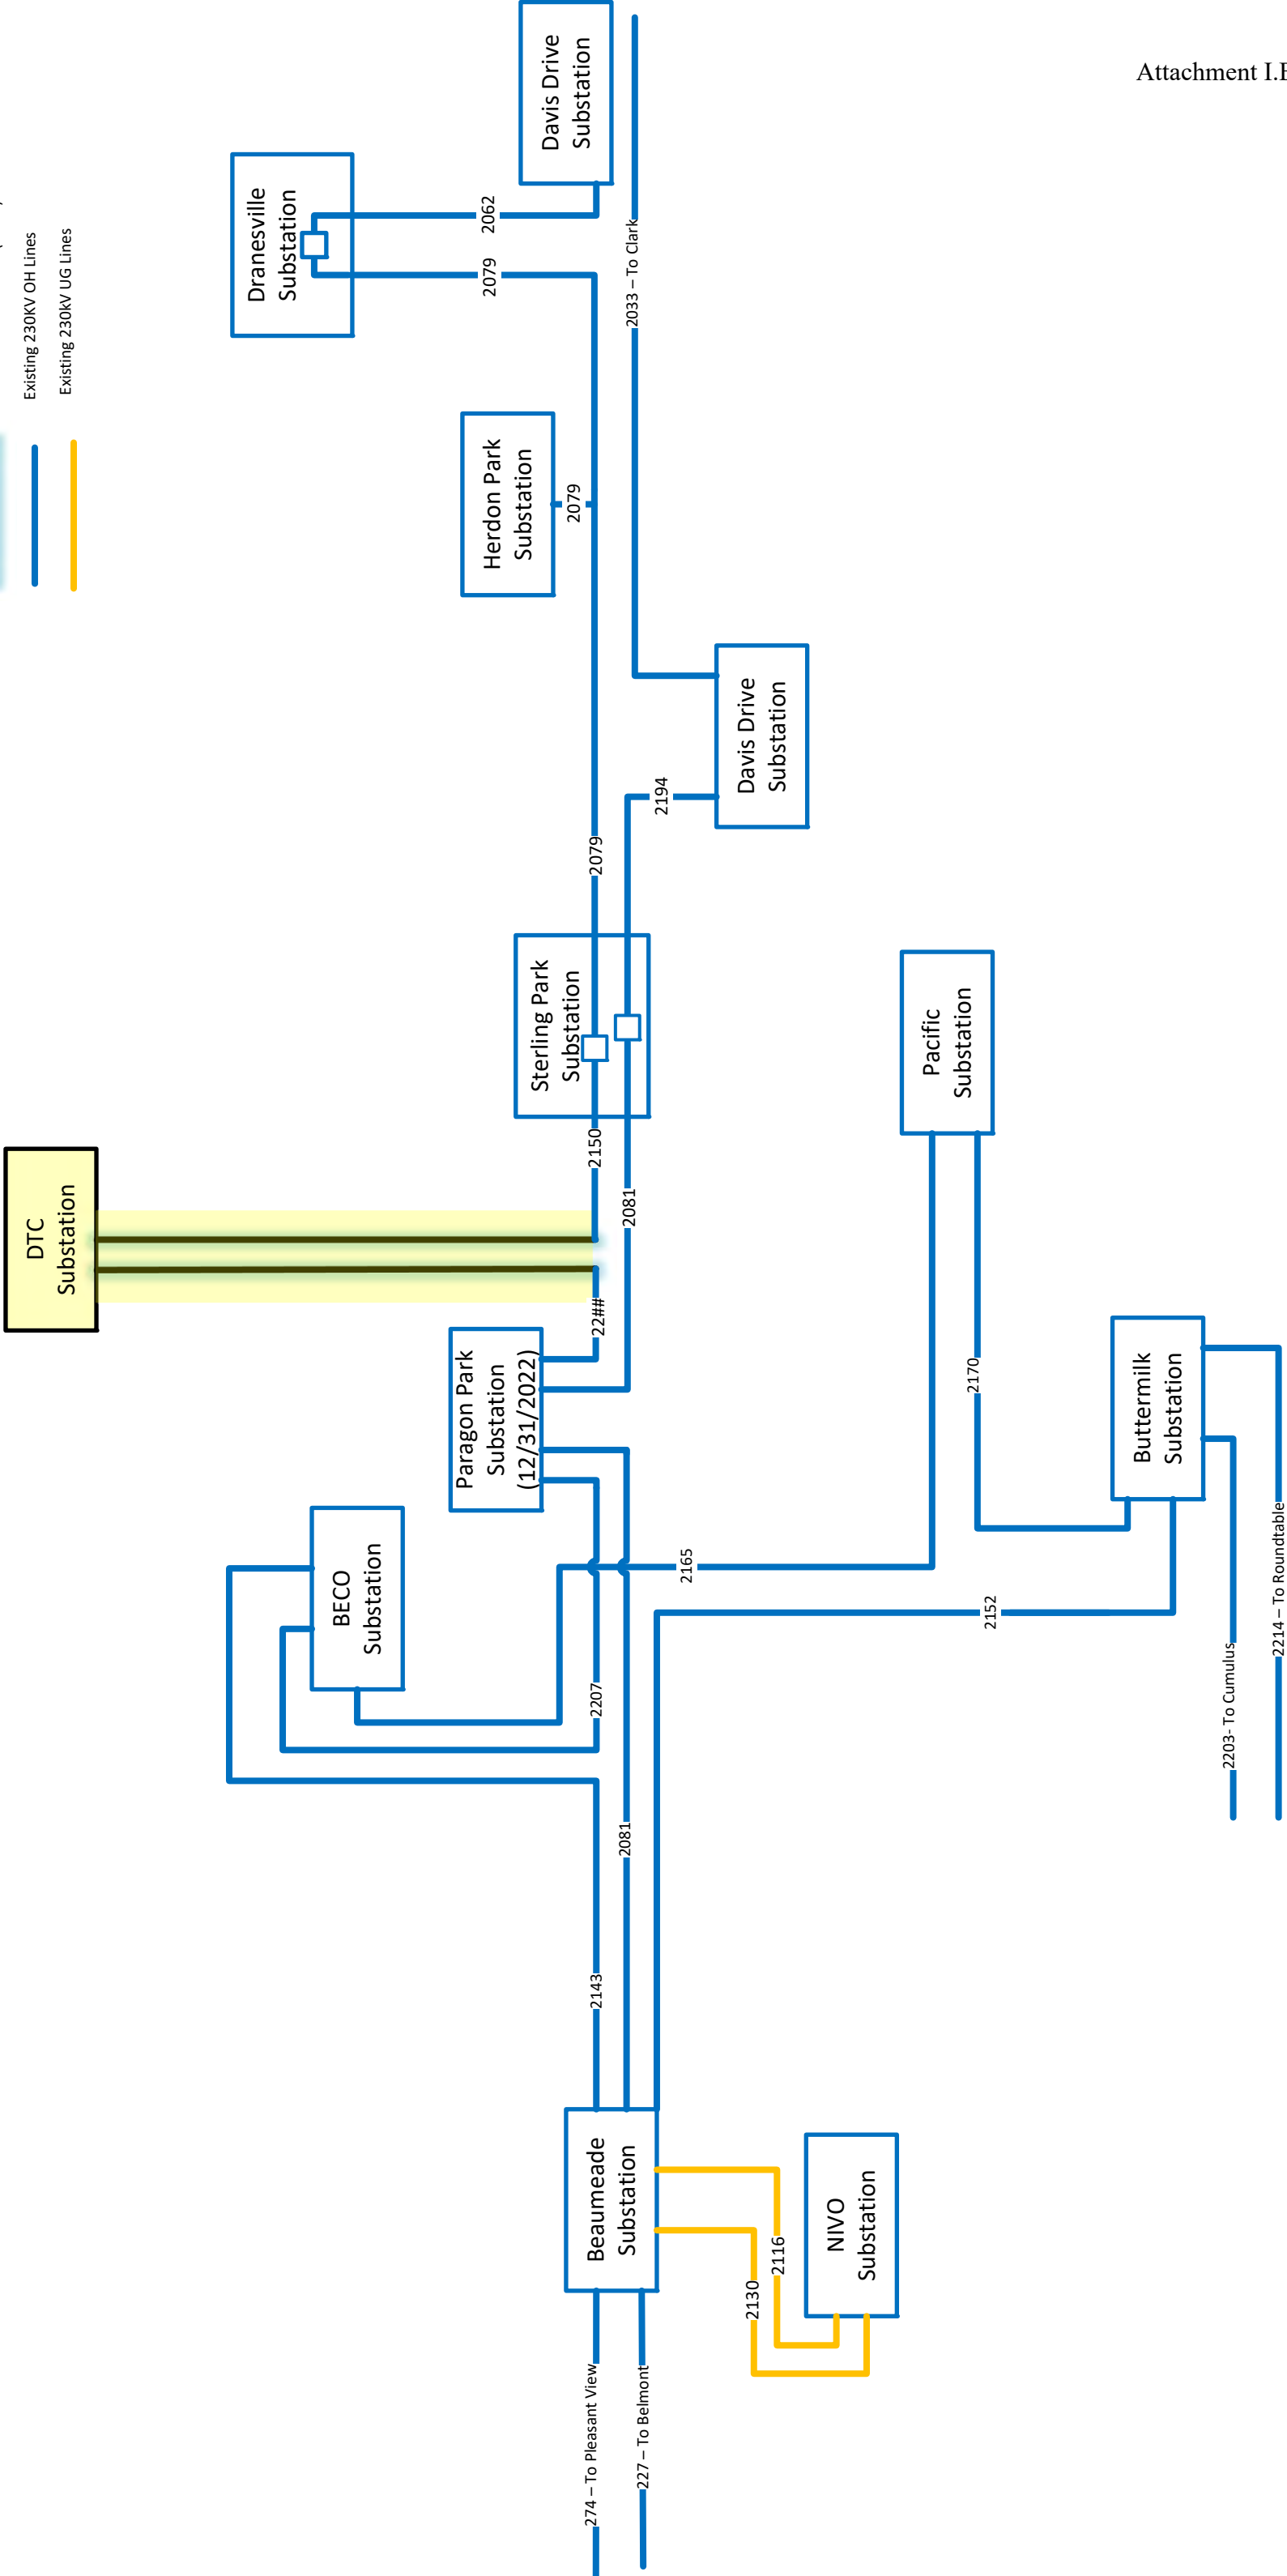 Attachment I.E
Existing 230KV OH Lines
Existing 230kV UG Lines
Davis Drive
Substation
Dranesville
Substation
2062
2079
2033 – To Clark
Herdon Park
Substation
2079
Davis Drive
Substation
2194
2079
Sterling Park
Substation
Pacific
Substation
DTC
Substation
2150
2081
22##
Paragon Park
Substation
(12/31/2022)
2170
Buttermilk
Substation
BECO
Substation
2165
2152
2214 – To Roundtable
2203- To Cumulus
2207
2081
2143
Beaumeade
Substation
NIVO
Substation
2116
2130
274 – To Pleasant View
227 – To Belmont